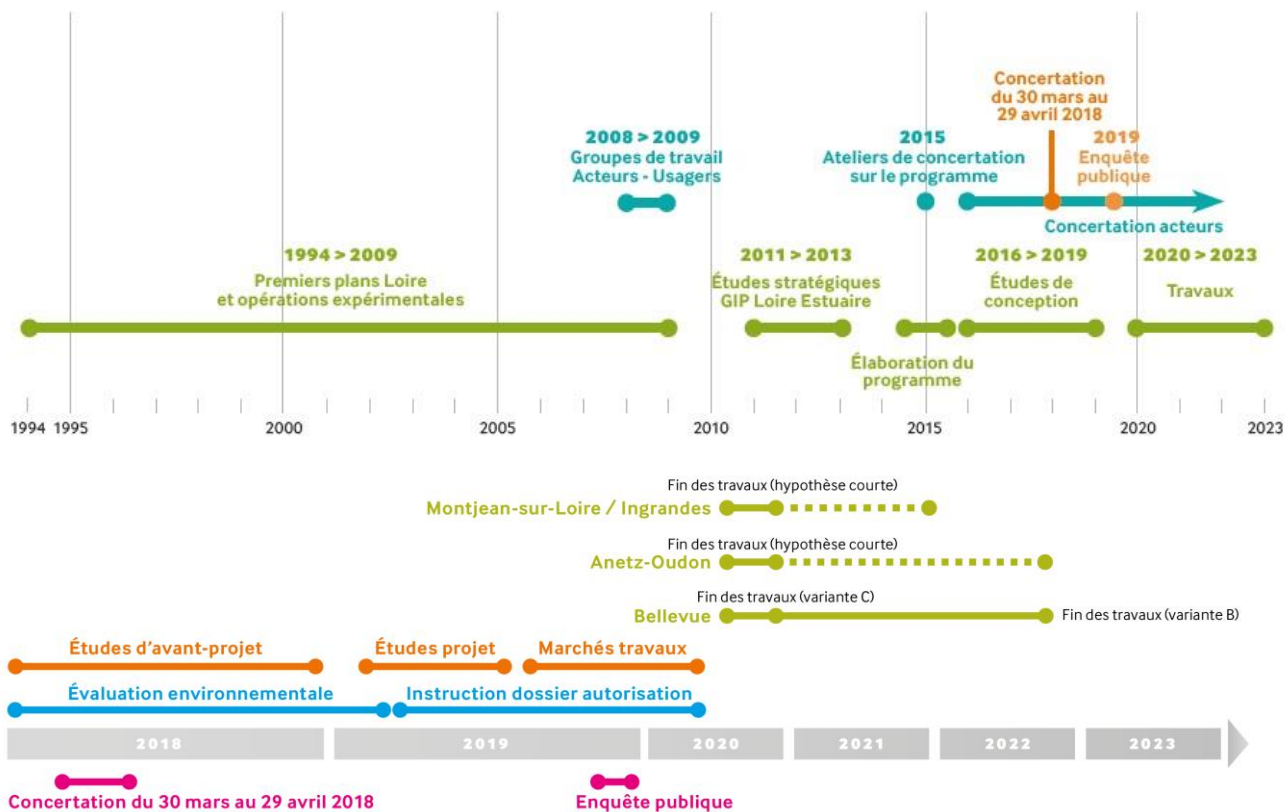 Concertation
du 30 mars au
29 avril 2018
2008 > 2009
Groupes de travail
Acteurs - Usagers
2015
Ateliers de concertation
sur le programme
2019
Enquête
publique
Concertation acteurs
1994 > 2009
Premiers plans Loire
et opérations expérimentales
2011 > 2013
Études stratégiques
GIP Loire Estuaire
2016 > 2019
Études de
conception
2020 > 2023
Travaux
Élaboration du
programme
1994 1995 2000 2005 2010 2015 2020 2023
Fin des travaux (hypothèse courte)
Montjean-sur-Loire / Ingrandes
Fin des travaux (hypothèse courte)
Anetz-Oudon
Fin des travaux (variante C)
Bellevue
Fin des travaux (variante B)
Études d'avant-projet Études projet Marchés travaux
Évaluation environnementale Instruction dossier autorisation
2018 2019 2020 2021 2022 2023
Concertation du 30 mars au 29 avril 2018 Enquête publique